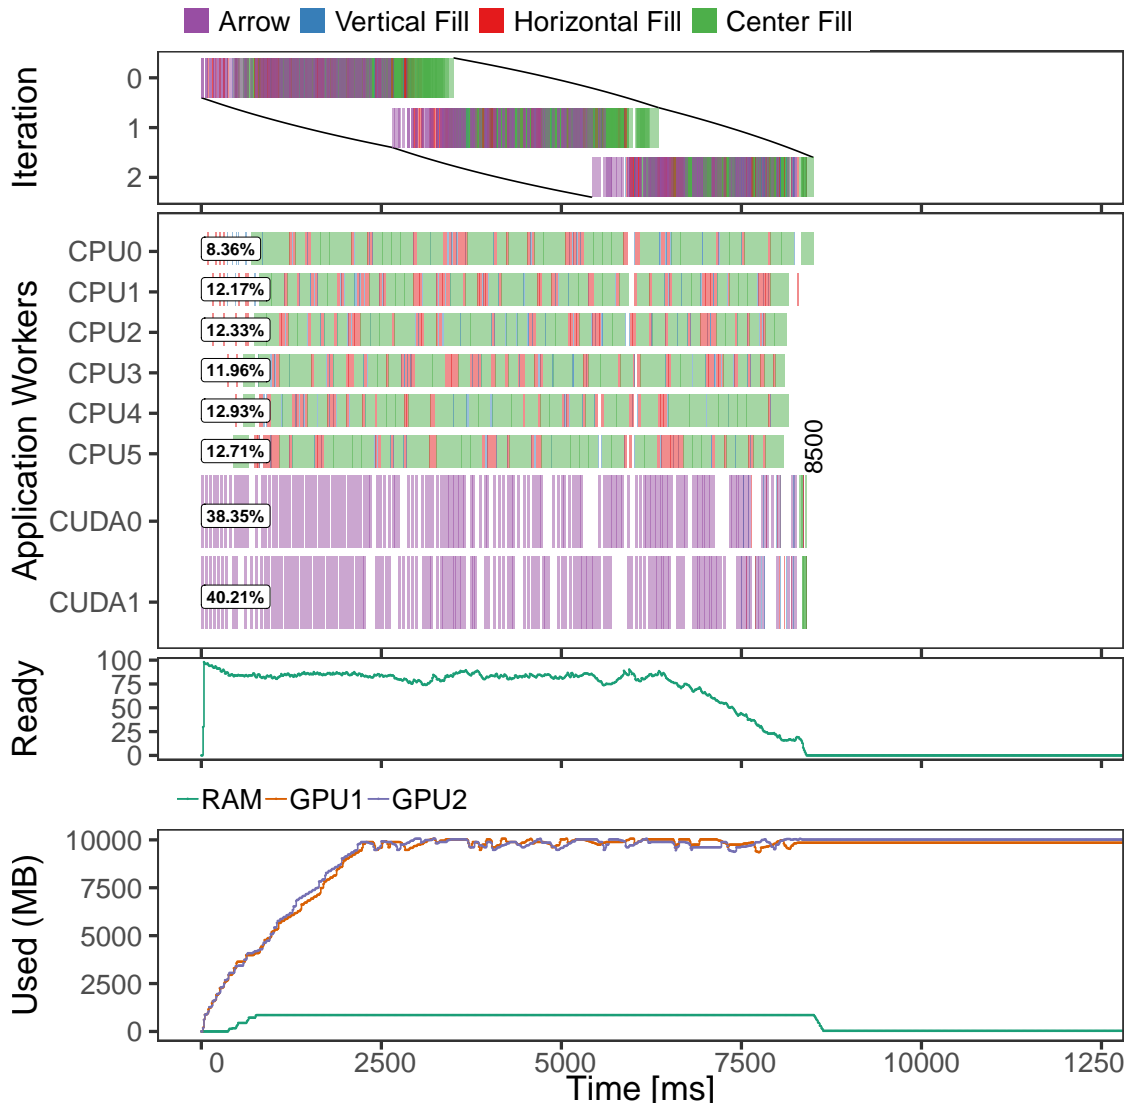 Arrow Vertical Fill Horizontal Fill Center Fill
Iteration
0
1
2
Application Workers
CPU0 8.36%
CPU1 12.17%
CPU2 12.33%
CPU3 11.96%
CPU4 12.93%
CPU5 12.71%
CUDA0 38.35%
CUDA1 40.21%
8500
Ready
100
75
50
25
0
RAM GPU1 GPU2
Used (MB)
10000
7500
5000
2500
0
0 2500 5000 7500 10000 1250
Time [ms]